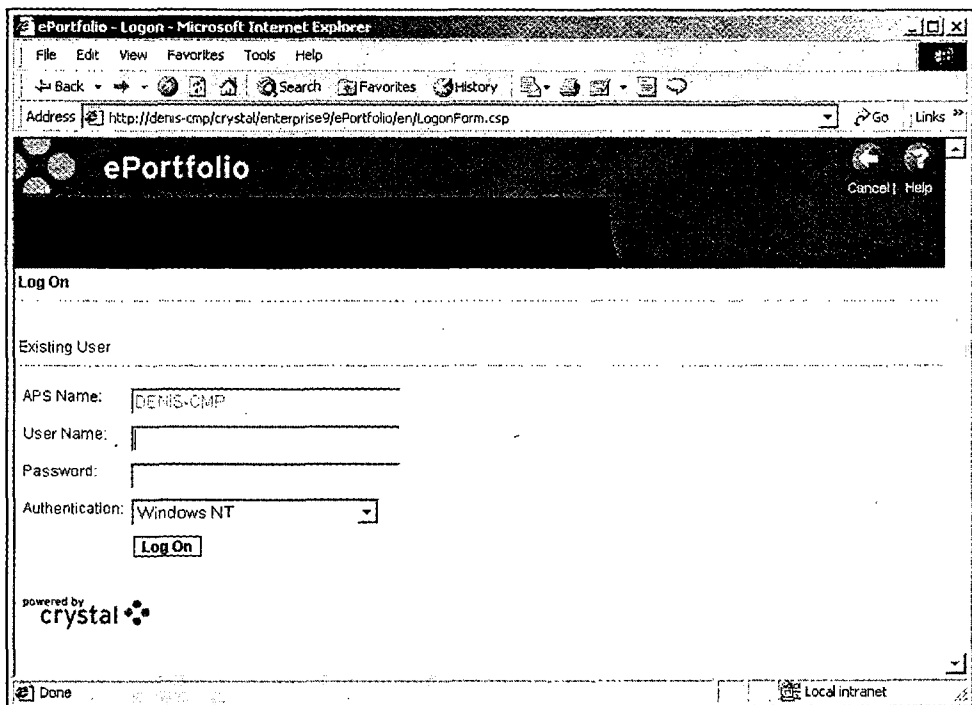 ePortfolio - Logon - Microsoft Internet Explorer
File Edit View Favorites Tools Help
Back Search Favorites History
Address http://denis-cmp/crystal/enterprise9/ePortfolio/en/LogonForm.csp Go Links »
ePortfolio
Cancel | Help
Log On
Existing User
APS Name: DENIS-CMP
User Name:
Password:
Authentication: Windows NT
Log On
powered by
crystal
Done Local intranet